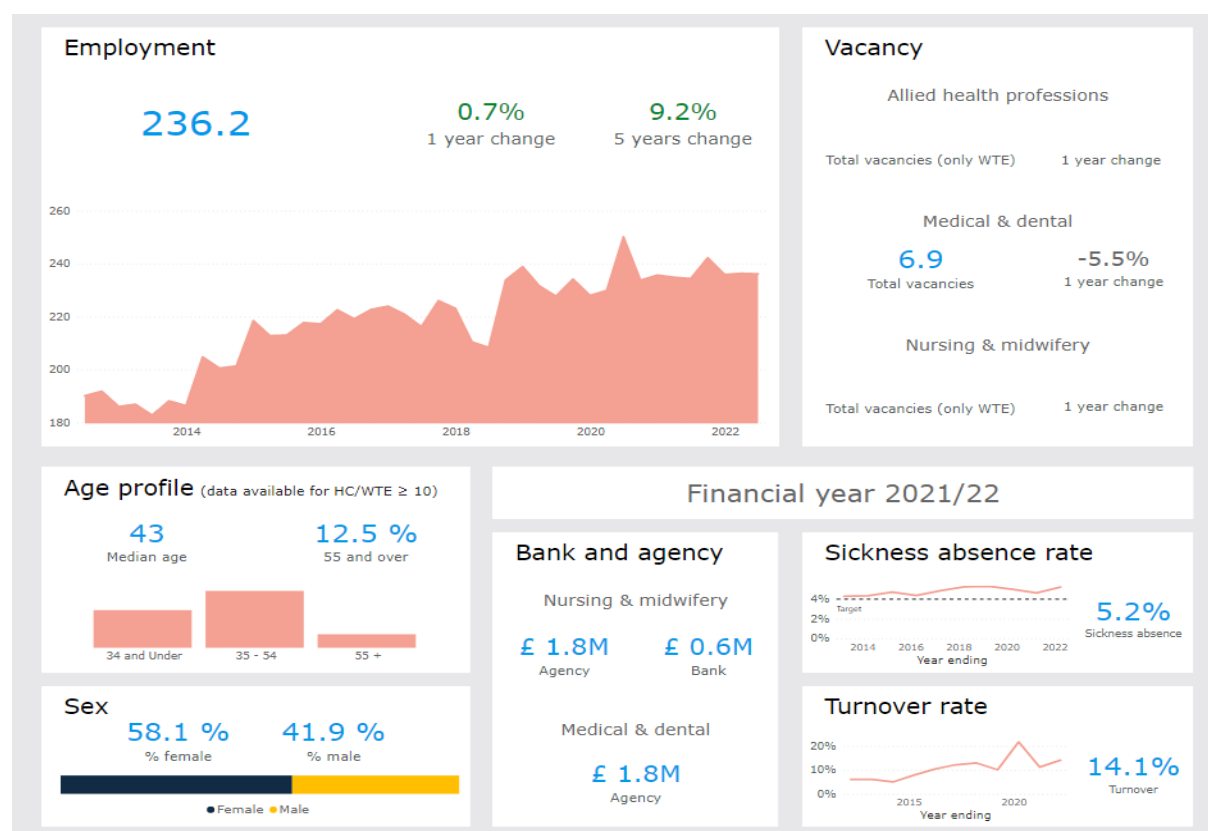 Employment
236.2
0.7%
1 year change
9.2%
5 years change
260
240
220
200
180
2014 2016 2018 2020 2022
Vacancy
Allied health professions
Total vacancies (only WTE) 1 year change
Medical & dental
6.9 -5.5%
Total vacancies 1 year change
Nursing & midwifery
Total vacancies (only WTE) 1 year change
Age profile (data available for HC/WTE ≥ 10)
43 12.5 %
Median age 55 and over
34 and Under 35 - 54 55 +
Sex
58.1 % 41.9 %
% female % male
Female Male
Financial year 2021/22
Bank and agency
Nursing & midwifery
£ 1.8M £ 0.6M
Agency Bank
Medical & dental
£ 1.8M
Agency
Sickness absence rate
4%
Target
2%
0%
2014 2016 2018 2020 2022
Year ending
5.2%
Sickness absence
Turnover rate
20%
10%
0%
2015 2020
Year ending
14.1%
Turnover